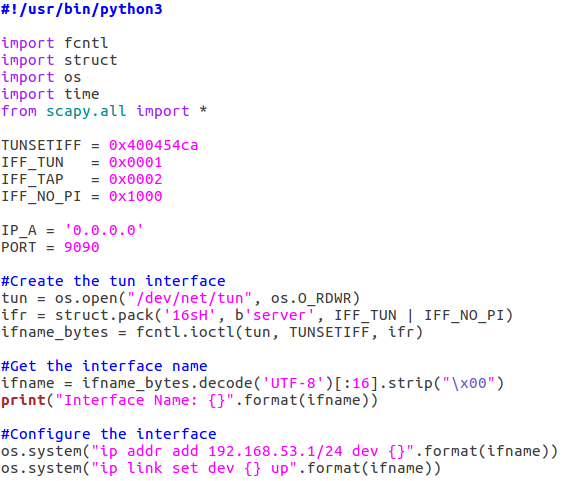 #!/usr/bin/python3
import fcntl
import struct
import os
import time
from scapy.all import *
TUNSETIFF = 0x400454ca
IFF_TUN   = 0x0001
IFF_TAP   = 0x0002
IFF_NO_PI = 0x1000
IP_A = '0.0.0.0'
PORT = 9090
#Create the tun interface
tun = os.open("/dev/net/tun", os.O_RDWR)
ifr = struct.pack('16sH', b'server', IFF_TUN | IFF_NO_PI)
ifname_bytes = fcntl.ioctl(tun, TUNSETIFF, ifr)
#Get the interface name
ifname = ifname_bytes.decode('UTF-8')[:16].strip("\x00")
print("Interface Name: {}".format(ifname))
#Configure the interface
os.system("ip addr add 192.168.53.1/24 dev {}".format(ifname))
os.system("ip link set dev {} up".format(ifname))